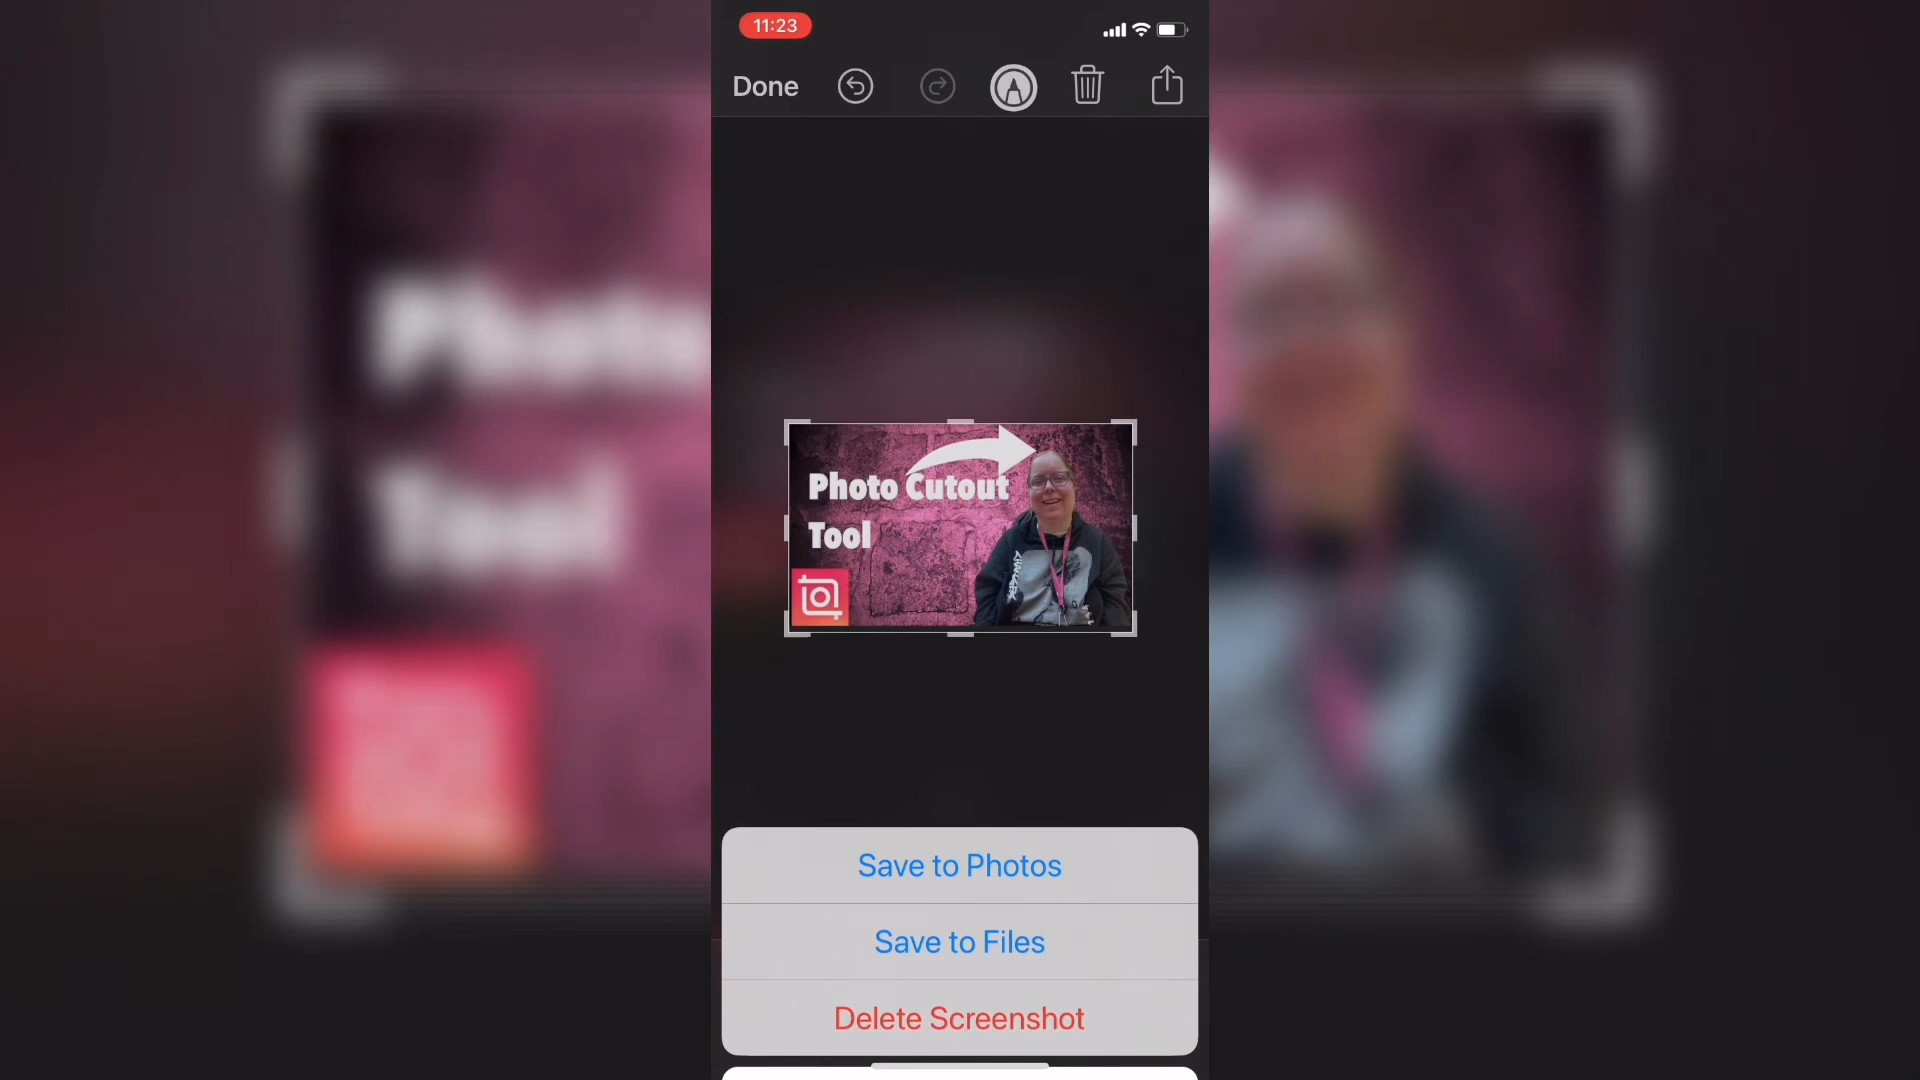 11:23
Done
Photo Cutout
Tool
Save to Photos
Save to Files
Delete Screenshot